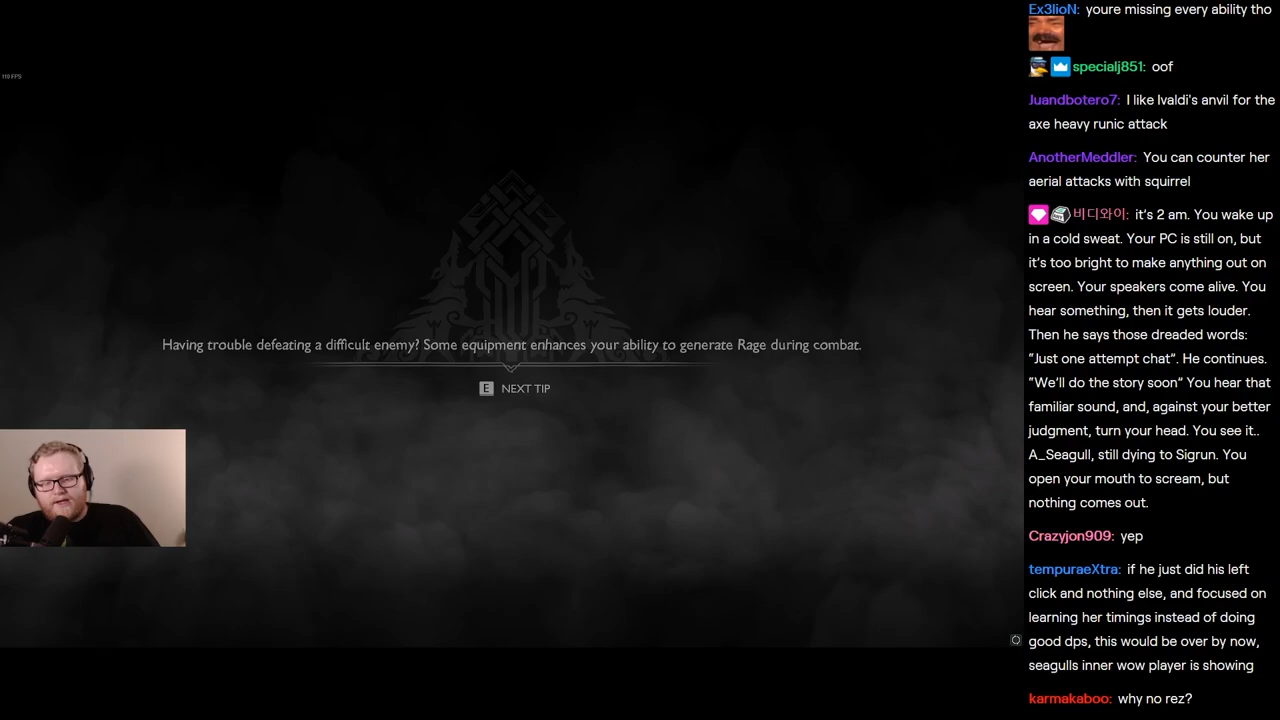 110 FPS
Having trouble defeating a difficult enemy? Some equipment enhances your ability to generate Rage during combat.
E NEXT TIP
Ex3lioN: youre missing every ability tho
specialj851: oof
Juandbotero7: I like Ivaldi's anvil for the
axe heavy runic attack
AnotherMeddler: You can counter her
aerial attacks with squirrel
비디와이: it's 2 am. You wake up
in a cold sweat. Your PC is still on, but
it's too bright to make anything out on
screen. Your speakers come alive. You
hear something, then it gets louder.
Then he says those dreaded words:
"Just one attempt chat". He continues.
"We'll do the story soon" You hear that
familiar sound, and, against your better
judgment, turn your head. You see it..
A_Seagull, still dying to Sigrun. You
open your mouth to scream, but
nothing comes out.
Crazyjon909: yep
tempuraeXtra: if he just did his left
click and nothing else, and focused on
learning her timings instead of doing
good dps, this would be over by now,
seagulls inner wow player is showing
karmakaboo: why no rez?